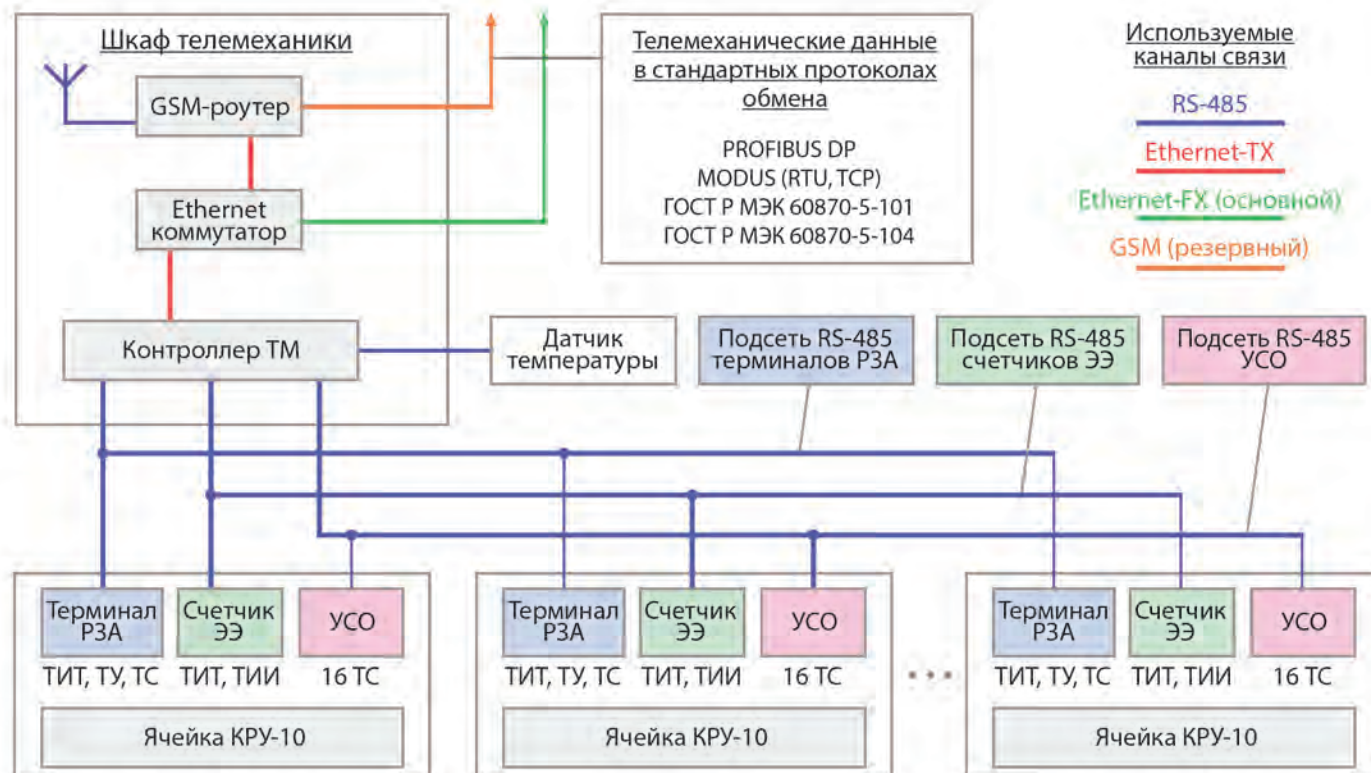 Шкаф телемеханики
GSM-роутер
Ethernet
коммутатор
Контроллер ТМ
Телемеханические данные
в стандартных протоколах
обмена
PROFIBUS DP
MODUS (RTU, TCP)
ГОСТ Р МЭК 60870-5-101
ГОСТ Р МЭК 60870-5-104
Используемые
каналы связи
RS-485
Ethernet-TX
Ethernet-FX (основной)
GSM (резервный)
Датчик
температуры
Подсеть RS-485
терминалов РЗА
Подсеть RS-485
счетчиков ЭЭ
Подсеть RS-485
УСО
Терминал
РЗА
Счетчик
ЭЭ
УСО
ТИТ, ТУ, ТС
ТИТ, ТИИ
16 ТС
Ячейка КРУ-10
Терминал
РЗА
Счетчик
ЭЭ
УСО
ТИТ, ТУ, ТС
ТИТ, ТИИ
16 ТС
Ячейка КРУ-10
...
Терминал
РЗА
Счетчик
ЭЭ
УСО
ТИТ, ТУ, ТС
ТИТ, ТИИ
16 ТС
Ячейка КРУ-10